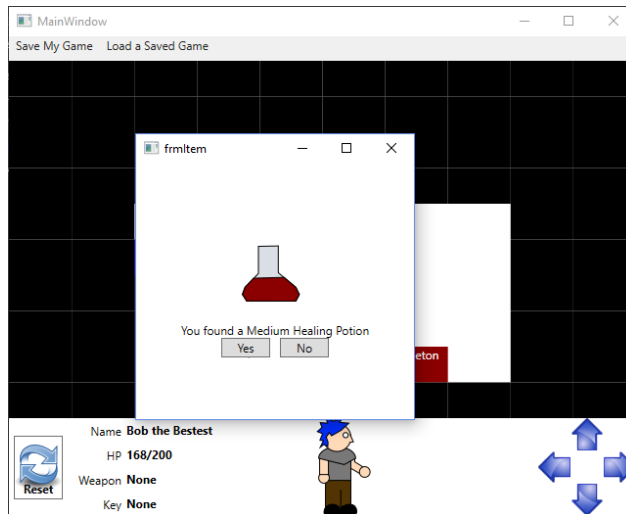 MainWindow
Save My Game Load a Saved Game
frmItem
You found a Medium Healing Potion
Yes No
eton
Name Bob the Bestest
HP 168/200
Weapon None
Key None
Reset